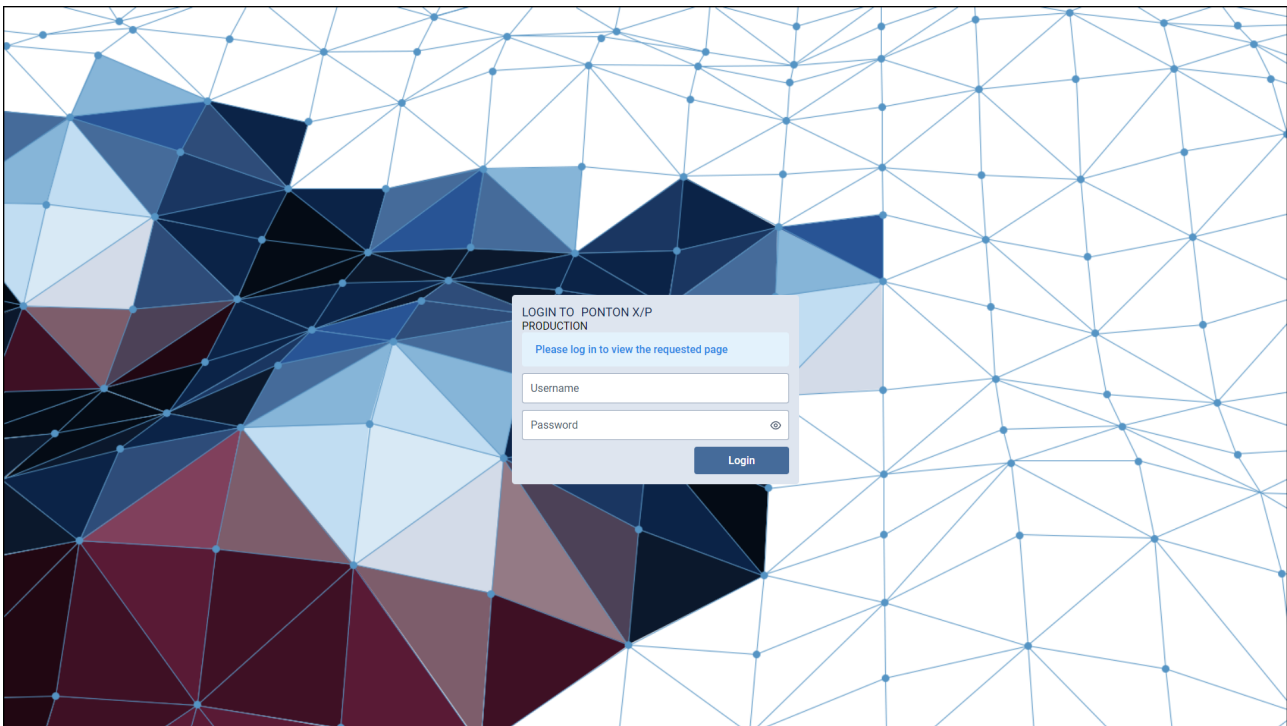 LOGIN TO PONTON X/P
PRODUCTION
Please log in to view the requested page
Username
Password
Login